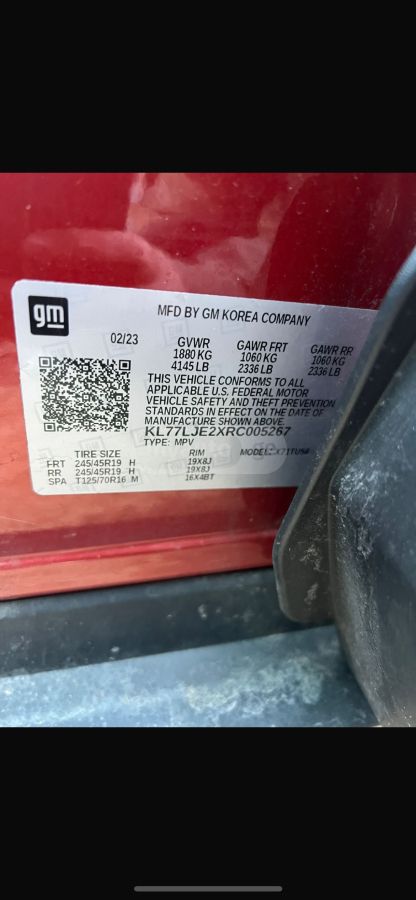 gm
MFD BY GM KOREA COMPANY
02/23 GVWR GAWR FRT GAWR RR
1880 KG 1060 KG 1060 KG
4145 LB 2336 LB 2336 LB
THIS VEHICLE CONFORMS TO ALL
APPLICABLE U.S. FEDERAL MOTOR
VEHICLE SAFETY AND THEFT PREVENTION
STANDARDS IN EFFECT ON THE DATE OF
MANUFACTURE SHOWN ABOVE.
KL77LJE2XRC005267
TYPE: MPV
TIRE SIZE RIM MODEL:
FRT 245/45R19 H 19X8J
RR 245/45R19 H 19X8J
SPA T125/70R16 M 16X4BT